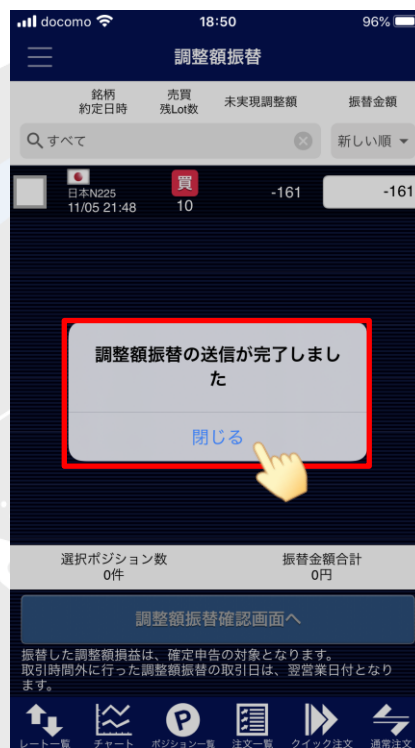 docomo 18:50 96%
調整額振替
銘柄 売買 未実現調整額 振替金額
約定日時 残Lot数
すべて 新しい順
日本N225 買 -161 -161
11/05 21:48 10
調整額振替の送信が完了しまし
た
閉じる
選択ポジション数 振替金額合計
0件 0円
調整額振替確認画面へ
振替した調整額損益は、確定申告の対象となります。
取引時間外に行った調整額振替の取引日は、翌営業日付となり
ます。
レート一覧 チャート ポジション一覧 注文一覧 クイック注文 通常注文